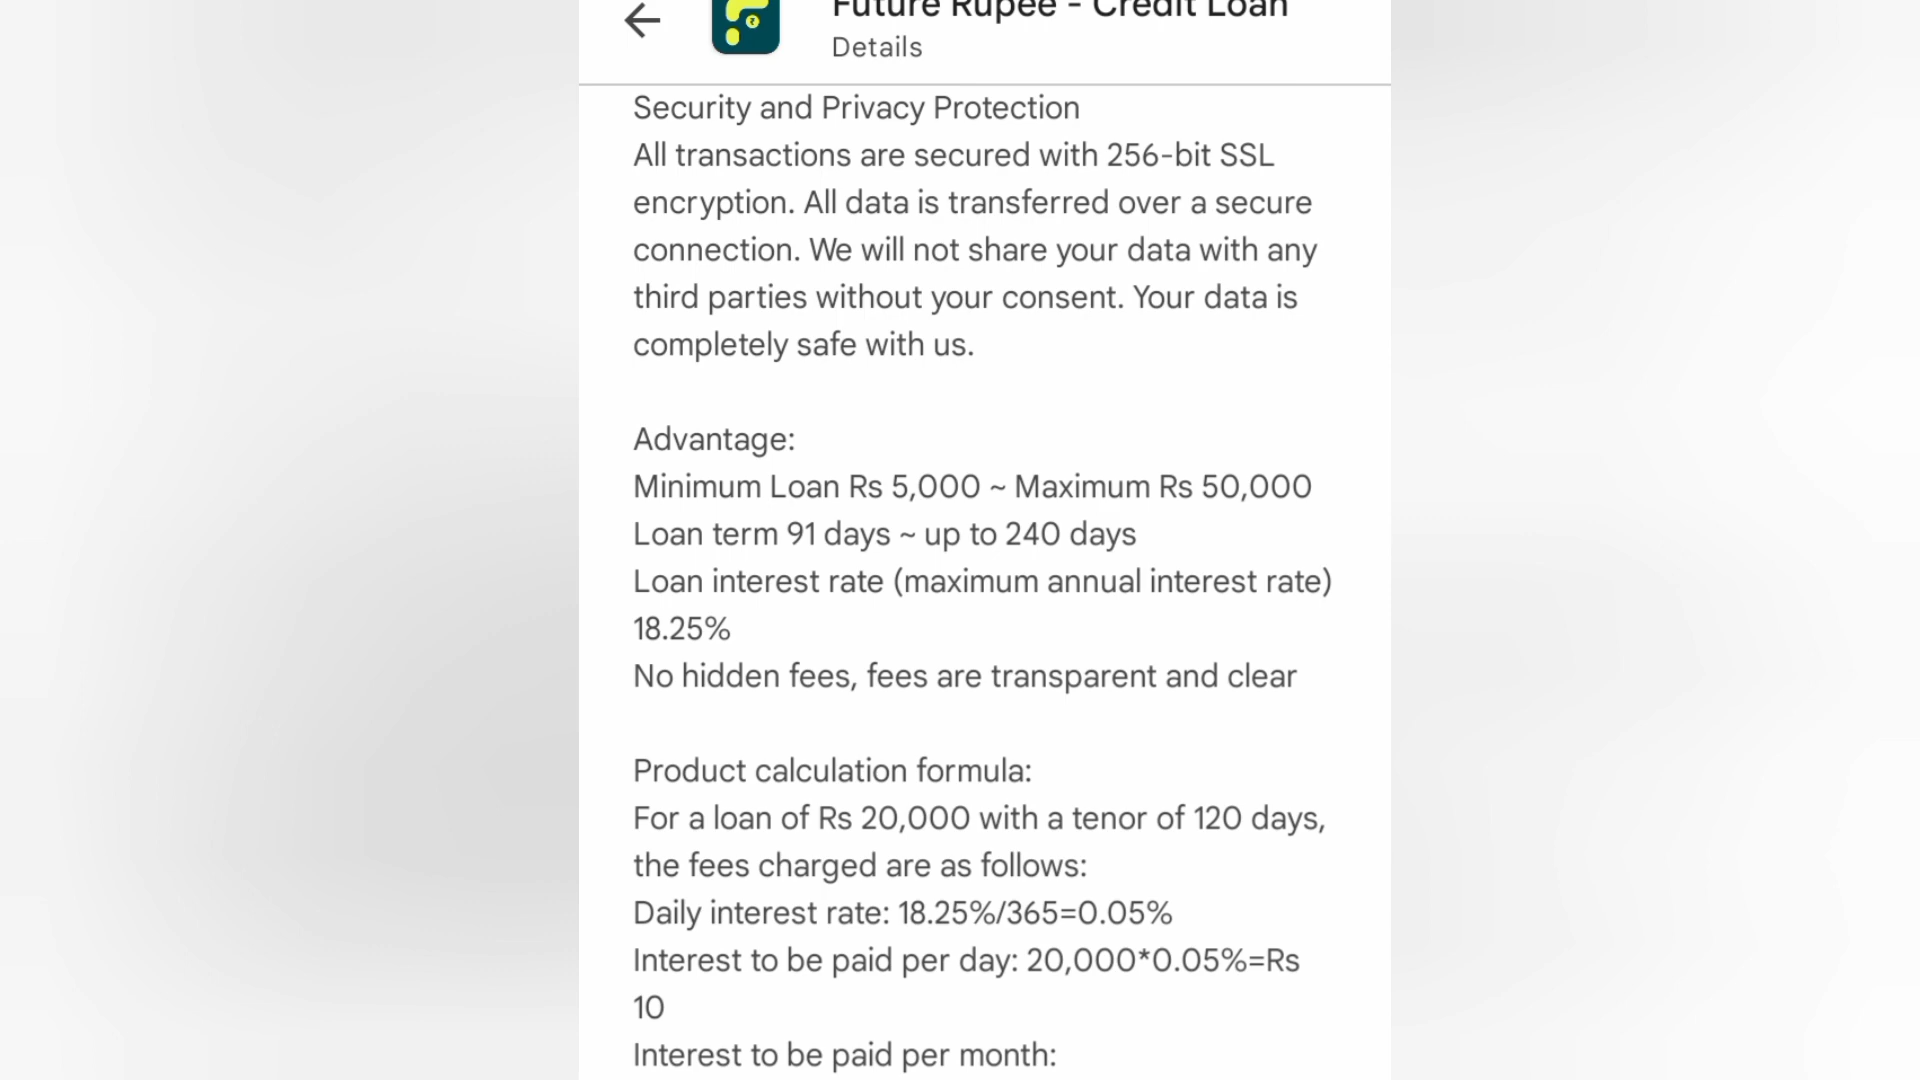 Future Rupee - Credit Loan
Details
Security and Privacy Protection
All transactions are secured with 256-bit SSL
encryption. All data is transferred over a secure
connection. We will not share your data with any
third parties without your consent. Your data is
completely safe with us.
Advantage:
Minimum Loan Rs 5,000 ~ Maximum Rs 50,000
Loan term 91 days ~ up to 240 days
Loan interest rate (maximum annual interest rate)
18.25%
No hidden fees, fees are transparent and clear
Product calculation formula:
For a loan of Rs 20,000 with a tenor of 120 days,
the fees charged are as follows:
Daily interest rate: 18.25%/365=0.05%
Interest to be paid per day: 20,000*0.05%=Rs
10
Interest to be paid per month: